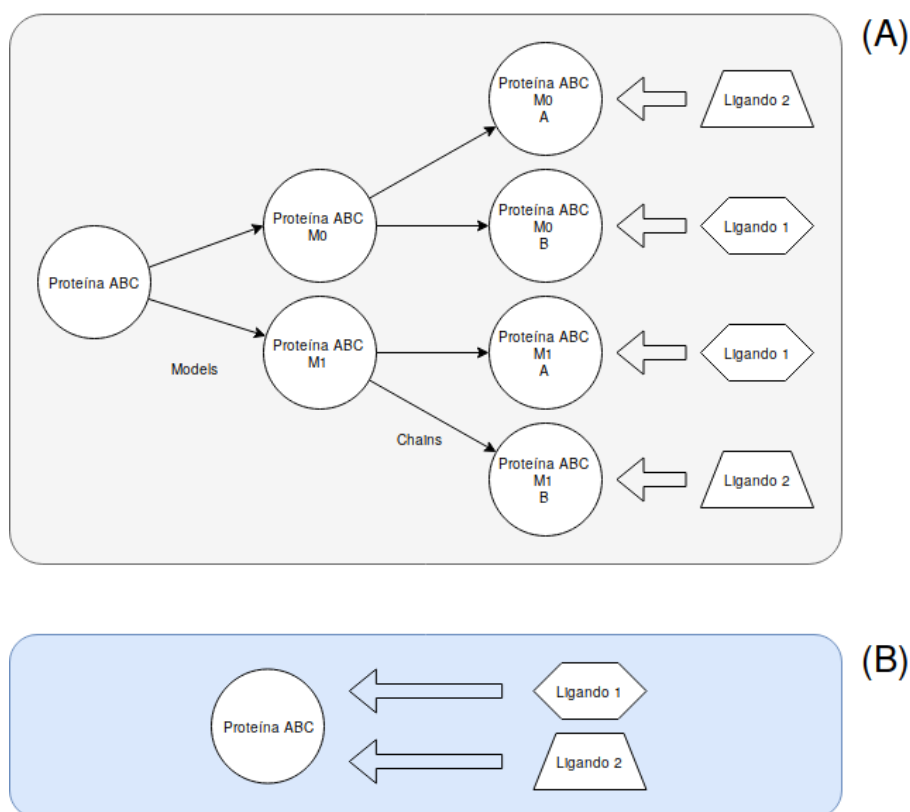 (A)
Proteína ABC
M0
A
Ligando 2
Proteína ABC
M0
Proteína ABC
M0
B
Ligando 1
Proteína ABC
Proteína ABC
M1
Models
Proteína ABC
M1
A
Ligando 1
Chains
Proteína ABC
M1
B
Ligando 2
(B)
Proteína ABC
Ligando 1
Ligando 2